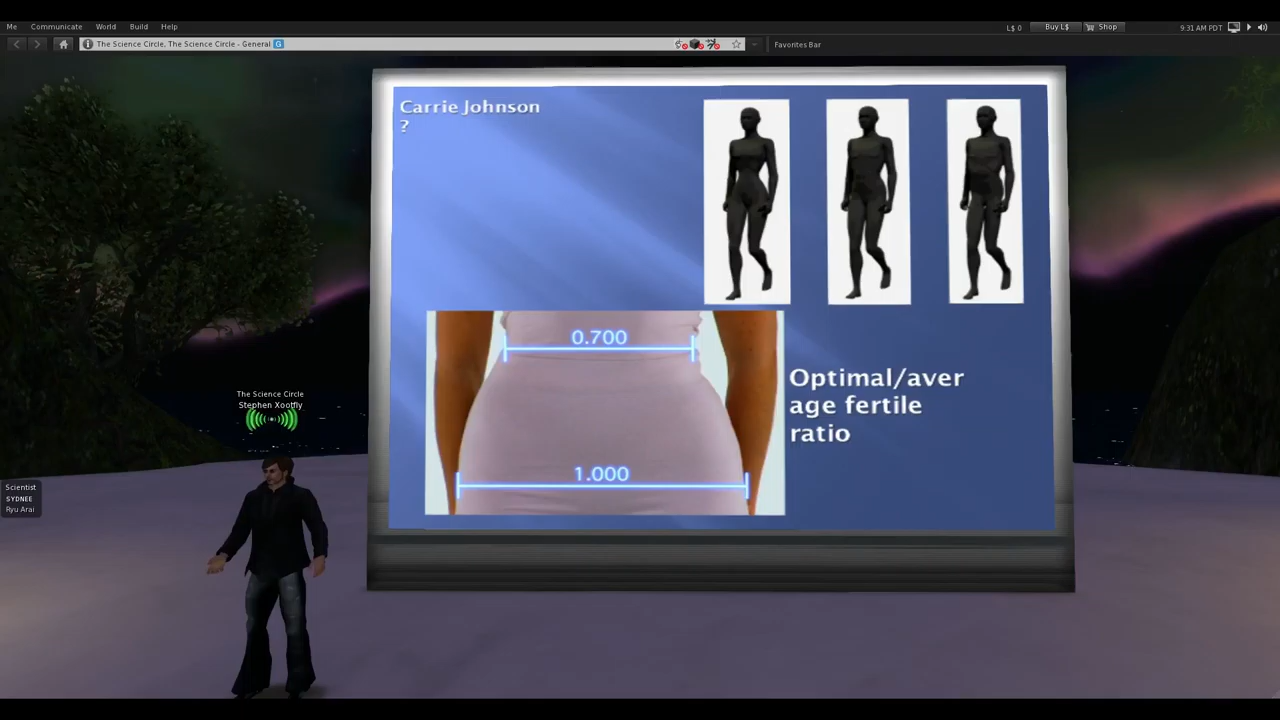 Me Communicate World Build Help
L$ 0 Buy L$ Shop 9:31 AM PDT
The Science Circle, The Science Circle - General G
Favorites Bar
Carrie Johnson
?
0.700
1.000
Optimal/aver
age fertile
ratio
The Science Circle
Stephen Xootfly
Scientist
SYDNEE
Ryu Arai